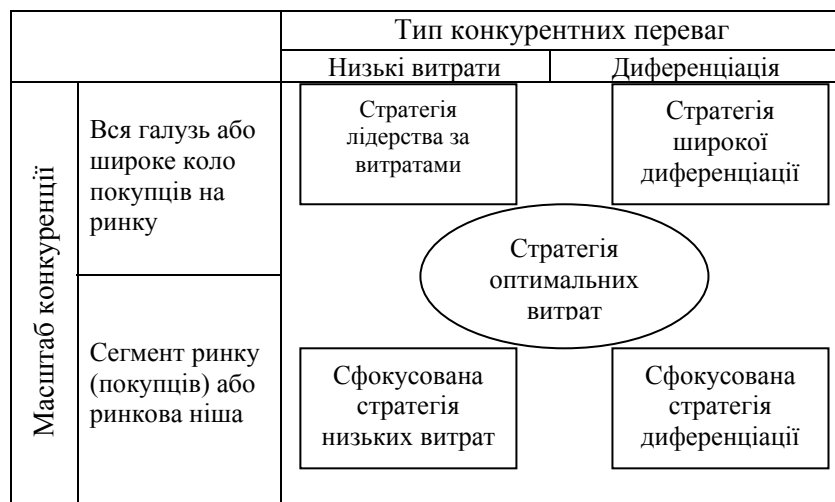 Тип конкурентних переваг
Низькі витрати
Диференціація
Масштаб конкуренції
Вся галузь або
широке коло
покупців на
ринку
Стратегія
лідерства за
витратами
Стратегія
широкої
диференціації
Стратегія
оптимальних
витрат
Сегмент ринку
(покупців) або
ринкова ніша
Сфокусована
стратегія
низьких витрат
Сфокусована
стратегія
диференціації